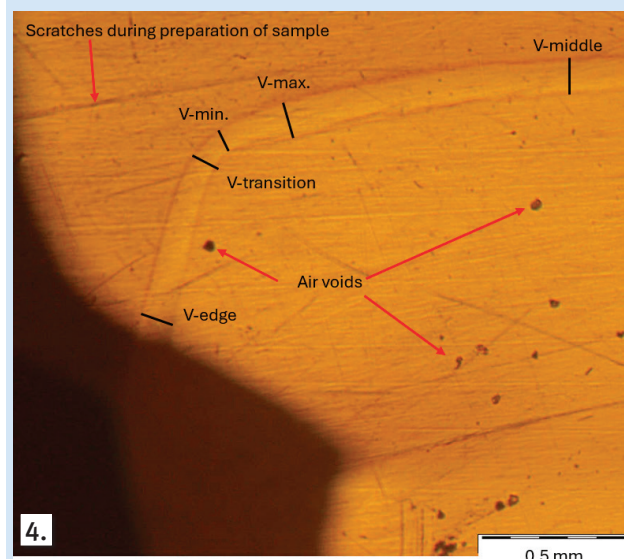 Scratches during preparation of sample
V-middle
V-max.
V-min.
V-transition
Air voids
V-edge
4.
0.5 mm